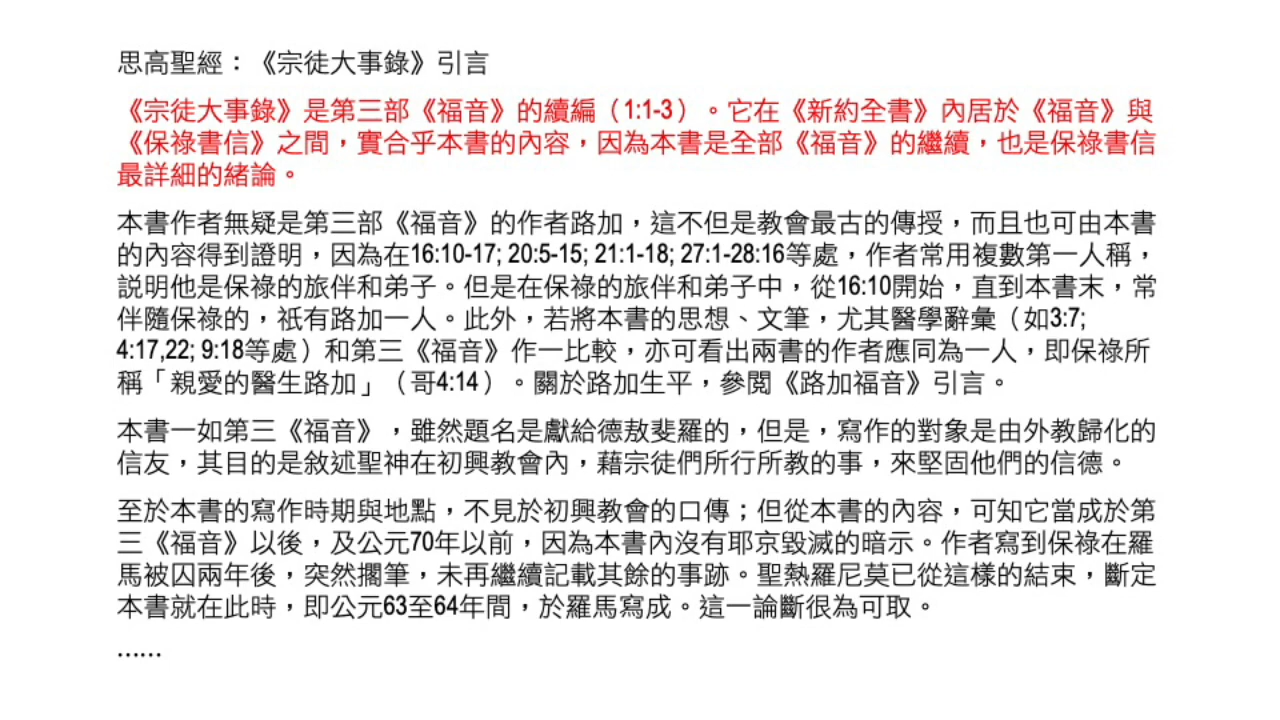 思高聖經：《宗徒大事錄》引言
《宗徒大事錄》是第三部《福音》的續編（1:1-3）。它在《新約全書》內居於《福音》與
《保祿書信》之間，實合乎本書的內容，因為本書是全部《福音》的繼續，也是保祿書信
最詳細的緒論。
本書作者無疑是第三部《福音》的作者路加，這不但是教會最古的傳授，而且也可由本書
的內容得到證明，因為在16:10-17; 20:5-15; 21:1-18; 27:1-28:16等處，作者常用複數第一人稱，
說明他是保祿的旅伴和弟子。但是在保祿的旅伴和弟子中，從16:10開始，直到本書末，常
伴隨保祿的，祇有路加一人。此外，若將本書的思想、文筆，尤其醫學辭彙（如3:7;
4:17,22; 9:18等處）和第三《福音》作一比較，亦可看出兩書的作者應同為一人，即保祿所
稱「親愛的醫生路加」（哥4:14）。關於路加生平，參閱《路加福音》引言。
本書一如第三《福音》，雖然題名是獻給德敖斐羅的，但是，寫作的對象是由外教歸化的
信友，其目的是敘述聖神在初興教會內，藉宗徒們所行所教的事，來堅固他們的信德。
至於本書的寫作時期與地點，不見於初興教會的口傳；但從本書的內容，可知它當成於第
三《福音》以後，及公元70年以前，因為本書內沒有耶京毀滅的暗示。作者寫到保祿在羅
馬被囚兩年後，突然擱筆，未再繼續記載其餘的事跡。聖熱羅尼莫已從這樣的結束，斷定
本書就在此時，即公元63至64年間，於羅馬寫成。這一論斷很為可取。
……